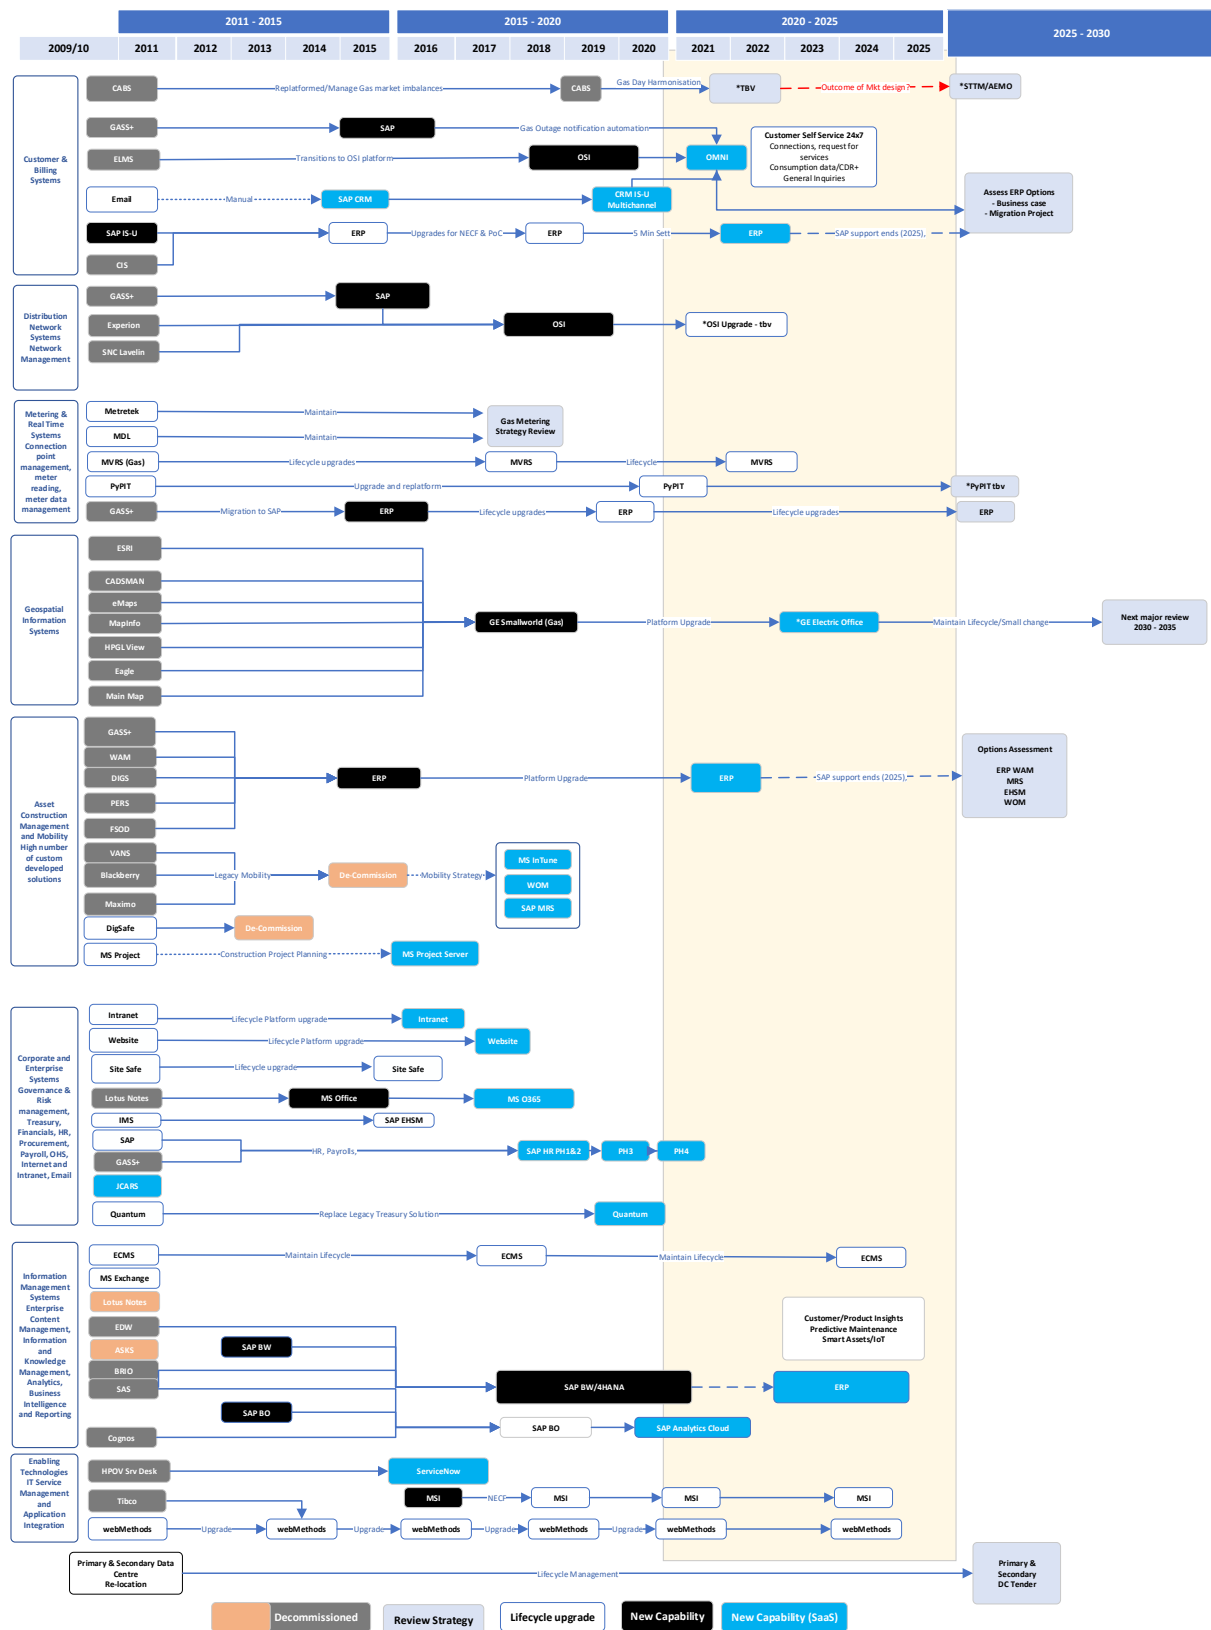 2011 - 2015
2015 - 2020
2020 - 2025
2025 - 2030
2009/10
2011
2012
2013
2014
2015
2016
2017
2018
2019
2020
2021
2022
2023
2024
2025
Customer &
Billing
Systems
CABS
Replatformed/Manage Gas market imbalances
CABS
Gas Day Harmonisation
*TBV
Outcome of Mkt design?
*STTM/AEMO
GASS+
SAP
Gas Outage notification automation
ELMS
Transitions to OSI platform
OSI
OMNI
Customer Self Service 24x7
Connections, request for
services
Consumption data/CDR+
General Inquiries
Email
Manual
SAP CRM
CRM IS-U
Multichannel
Assess ERP Options
- Business case
- Migration Project
SAP IS-U
ERP
Upgrades for NECF & PoC
ERP
5 Min Sett
ERP
SAP support ends (2025),
CIS
Distribution
Network
Systems
Network
Management
GASS+
SAP
Experion
OSI
*OSI Upgrade - tbv
SNC Lavelin
Metering &
Real Time
Systems
Connection
point
management,
meter
reading,
meter data
management
Metretek
Maintain
Gas Metering
Strategy Review
MDL
Maintain
MVRS (Gas)
Lifecycle upgrades
MVRS
Lifecycle
MVRS
PyPIT
Upgrade and replatform
PyPIT
*PyPIT tbv
GASS+
Migration to SAP
ERP
Lifecycle upgrades
ERP
Lifecycle upgrades
ERP
Geospatial
Information
Systems
ESRI
CADSMAN
eMaps
MapInfo
HPGL View
Eagle
Main Map
GE Smallworld (Gas)
Platform Upgrade
*GE Electric Office
Maintain Lifecycle/Small change
Next major review
2030 - 2035
Asset
Construction
Management
and Mobility
High number
of custom
developed
solutions
GASS+
WAM
DIGS
PERS
FSOD
ERP
Platform Upgrade
ERP
SAP support ends (2025),
Options Assessment
ERP WAM
MRS
EHSM
WOM
VANS
Blackberry
Maximo
Legacy Mobility
De-Commission
Mobility Strategy
MS InTune
WOM
SAP MRS
DigSafe
De-Commission
MS Project
Construction Project Planning
MS Project Server
Corporate and
Enterprise
Systems
Governance &
Risk
management,
Treasury,
Financials, HR,
Procurement,
Payroll, OHS,
Internet and
Intranet, Email
Intranet
Lifecycle Platform upgrade
Intranet
Website
Lifecycle Platform upgrade
Website
Site Safe
Lifecycle upgrade
Site Safe
Lotus Notes
MS Office
MS O365
IMS
SAP EHSM
SAP
GASS+
HR, Payrolls,
SAP HR PH1&2
PH3
PH4
JCARS
Quantum
Replace Legacy Treasury Solution
Quantum
Information
Management
Systems
Enterprise
Content
Management,
Information
and
Knowledge
Management,
Analytics,
Business
Intelligence
and Reporting
ECMS
Maintain Lifecycle
ECMS
Maintain Lifecycle
ECMS
MS Exchange
Lotus Notes
Customer/Product Insights
Predictive Maintenance
Smart Assets/IoT
EDW
ASKS
SAP BW
BRIO
SAS
SAP BW/4HANA
ERP
SAP BO
Cognos
SAP BO
SAP Analytics Cloud
Enabling
Technologies
IT Service
Management
and
Application
Integration
HPOV Srv Desk
ServiceNow
Tibco
MSI
NECF
MSI
MSI
MSI
webMethods
Upgrade
webMethods
Upgrade
webMethods
Upgrade
webMethods
Upgrade
webMethods
webMethods
Primary & Secondary Data
Centre
Re-location
Lifecycle Management
Primary &
Secondary
DC Tender
Decommissioned
Review Strategy
Lifecycle upgrade
New Capability
New Capability (SaaS)